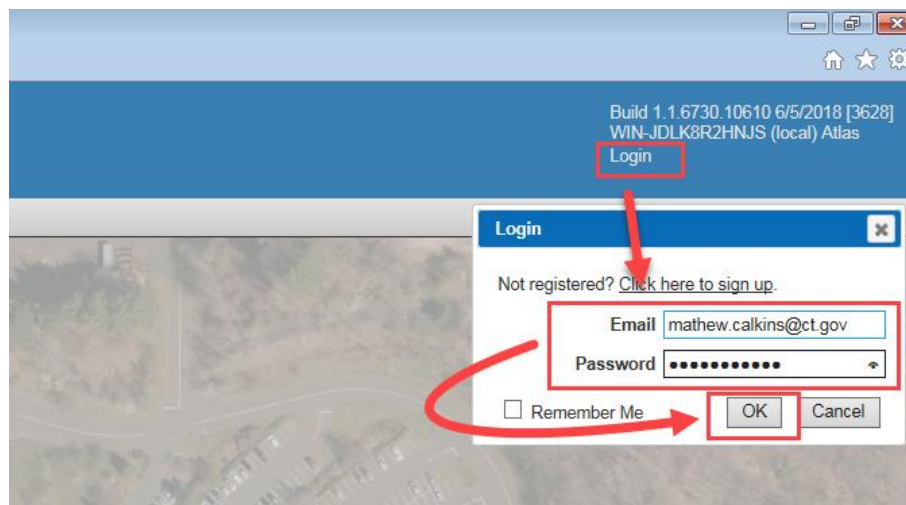 Build 1.1.6730.10610 6/5/2018 [3628]
WIN-JDLK8R2HNJS (local) Atlas
Login
Login
Not registered? Click here to sign up.
Email mathew.calkins@ct.gov
Password ●●●●●●●●●●●
Remember Me OK Cancel